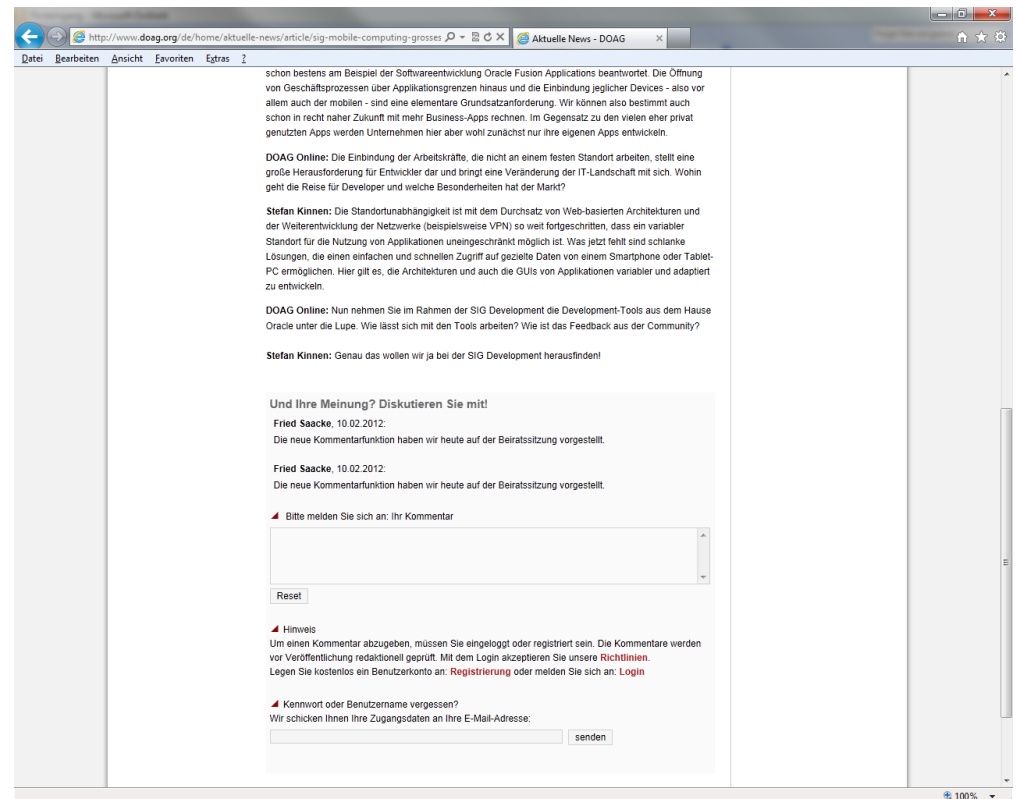 http://www.doag.org/de/home/aktuelle-news/article/sig-mobile-computing-grosses
Aktuelle News - DOAG
Datei Bearbeiten Ansicht Favoriten Extras ?
schon bestens am Beispiel der Softwareentwicklung Oracle Fusion Applications beantwortet. Die Öffnung
von Geschäftsprozessen über Applikationsgrenzen hinaus und die Einbindung jeglicher Devices - also vor
allem auch der mobilen - sind eine elementare Grundsatzanforderung. Wir können also bestimmt auch
schon in recht naher Zukunft mit mehr Business-Apps rechnen. Im Gegensatz zu den vielen eher privat
genutzten Apps werden Unternehmen hier aber wohl zunächst nur ihre eigenen Apps entwickeln.
DOAG Online: Die Einbindung der Arbeitskräfte, die nicht an einem festen Standort arbeiten, stellt eine
große Herausforderung für Entwickler dar und bringt eine Veränderung der IT-Landschaft mit sich. Wohin
geht die Reise für Developer und welche Besonderheiten hat der Markt?
Stefan Kinnen: Die Standortunabhängigkeit ist mit dem Durchsatz von Web-basierten Architekturen und
der Weiterentwicklung der Netzwerke (beispielsweise VPN) so weit fortgeschritten, dass ein variabler
Standort für die Nutzung von Applikationen uneingeschränkt möglich ist. Was jetzt fehlt sind schlanke
Lösungen, die einen einfachen und schnellen Zugriff auf gezielte Daten von einem Smartphone oder Tablet-
PC ermöglichen. Hier gilt es, die Architekturen und auch die GUIs von Applikationen variabler und adaptiert
zu entwickeln.
DOAG Online: Nun nehmen Sie im Rahmen der SIG Development die Development-Tools aus dem Hause
Oracle unter die Lupe. Wie lässt sich mit den Tools arbeiten? Wie ist das Feedback aus der Community?
Stefan Kinnen: Genau das wollen wir ja bei der SIG Development herausfinden!
Und Ihre Meinung? Diskutieren Sie mit!
Fried Saacke, 10.02.2012:
Die neue Kommentarfunktion haben wir heute auf der Beiratssitzung vorgestellt.
Fried Saacke, 10.02.2012:
Die neue Kommentarfunktion haben wir heute auf der Beiratssitzung vorgestellt.
Bitte melden Sie sich an: Ihr Kommentar
Reset
Hinweis
Um einen Kommentar abzugeben, müssen Sie eingeloggt oder registriert sein. Die Kommentare werden
vor Veröffentlichung redaktionell geprüft. Mit dem Login akzeptieren Sie unsere Richtlinien.
Legen Sie kostenlos ein Benutzerkonto an: Registrierung oder melden Sie sich an: Login
Kennwort oder Benutzername vergessen?
Wir schicken Ihnen Ihre Zugangsdaten an Ihre E-Mail-Adresse:
senden
100%